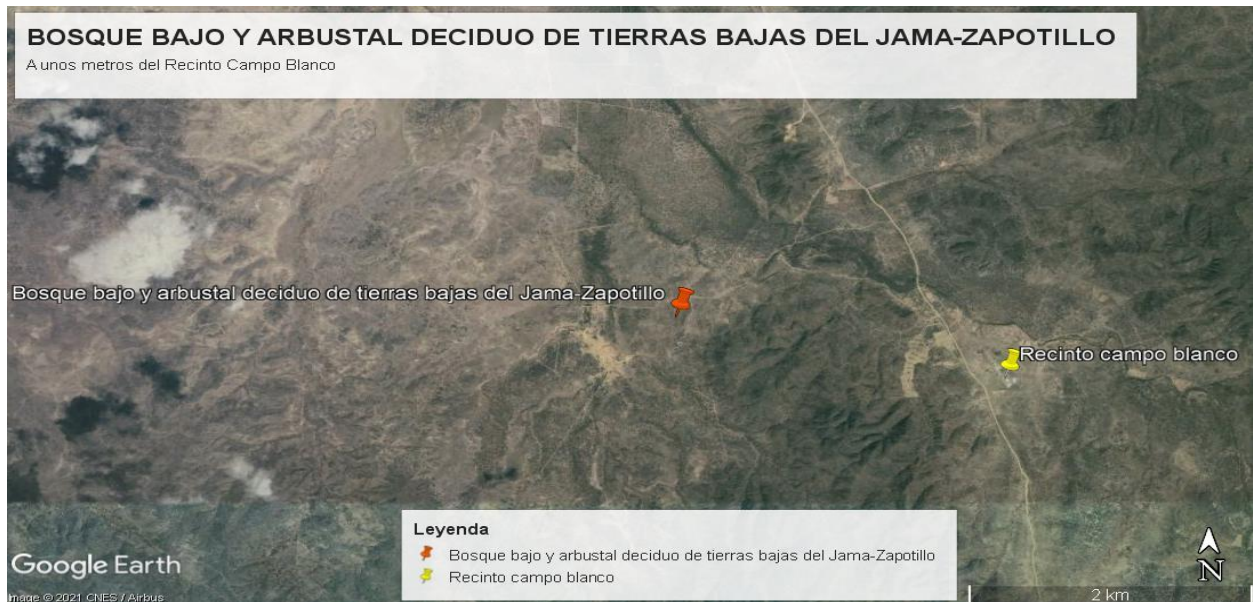 BOSQUE BAJO Y ARBUSTAL DECIDUO DE TIERRAS BAJAS DEL JAMA-ZAPOTILLO
A unos metros del Recinto Campo Blanco
Bosque bajo y arbustal deciduo de tierras bajas del Jama-Zapotillo
Recinto campo blanco
Leyenda
Bosque bajo y arbustal deciduo de tierras bajas del Jama-Zapotillo
Recinto campo blanco
Google Earth
Image © 2021 CNES / Airbus
N
2 km